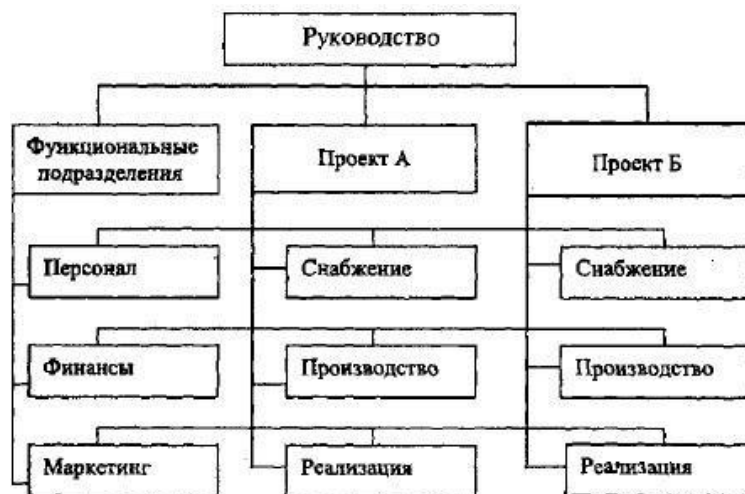 Руководство
Функциональные
подразделения
Проект А
Проект Б
Персонал
Снабжение
Снабжение
Финансы
Производство
Производство
Маркетинг
Реализация
Реализация